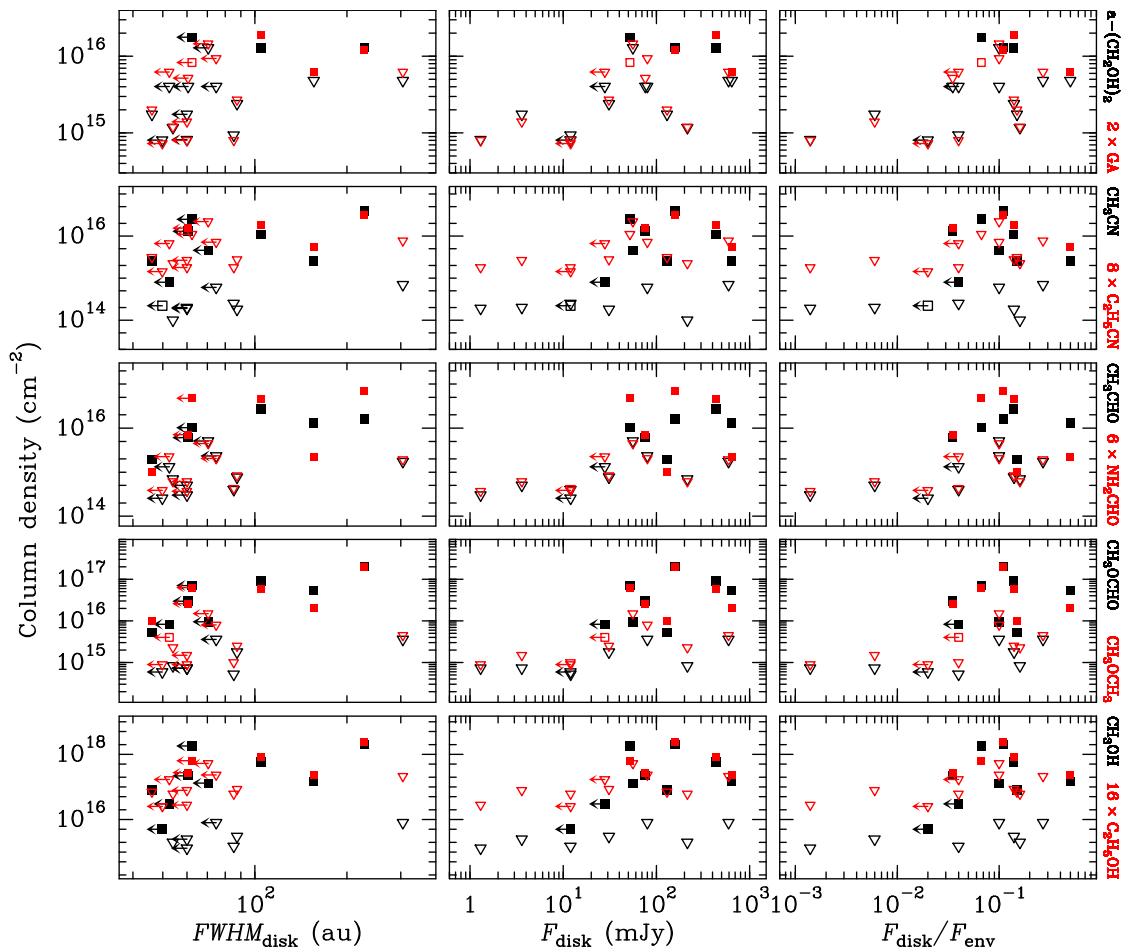 10¹⁶
10¹⁵
a−(CH₂OH)₂ 2 × GA
10¹⁶
10¹⁴
CH₃CN 8 × C₂H₅CN
10¹⁶
10¹⁴
CH₃CHO 6 × NH₂CHO
10¹⁷
10¹⁶
10¹⁵
CH₃OCHO CH₃OCH₃
10¹⁸
10¹⁶
CH₃OH 16 × C₂H₅OH
Column density (cm⁻²)
10²
1 10¹ 10² 10³
10⁻³ 10⁻² 10⁻¹
FWHM_disk (au)
F_disk (mJy)
F_disk/F_env